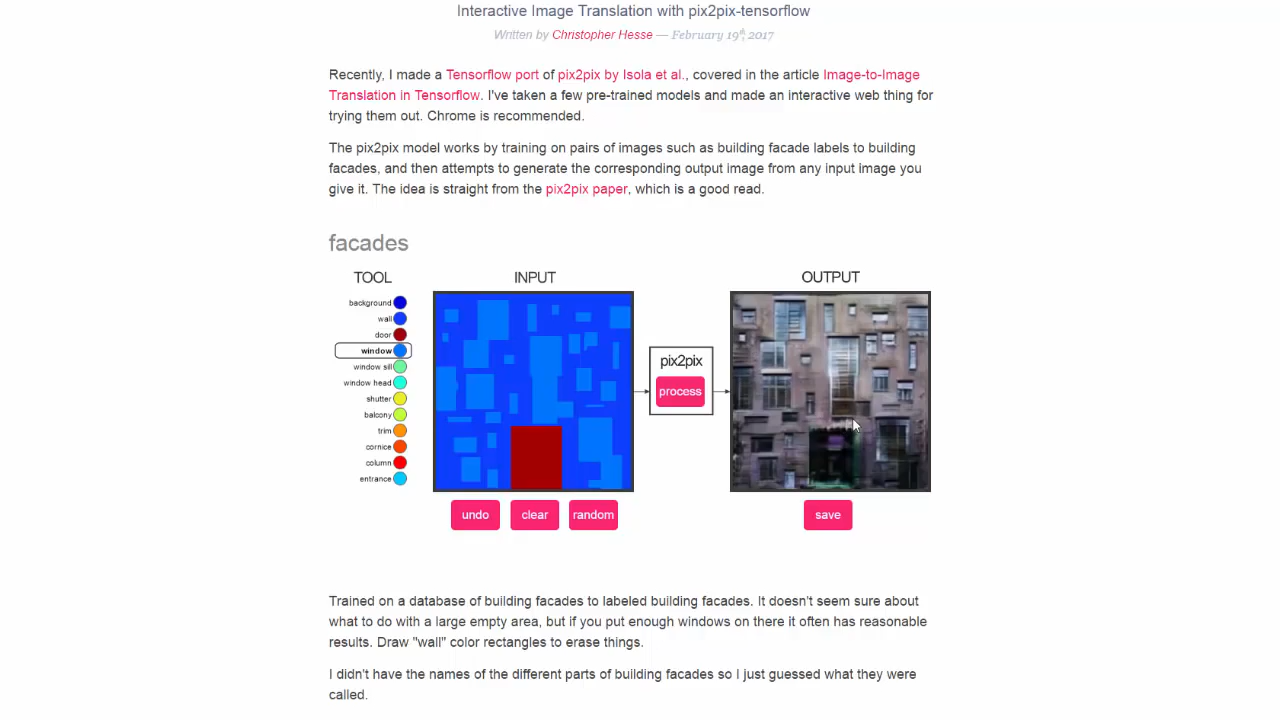 Interactive Image Translation with pix2pix-tensorflow
Written by Christopher Hesse — February 19th, 2017
Recently, I made a Tensorflow port of pix2pix by Isola et al., covered in the article Image-to-Image
Translation in Tensorflow. I've taken a few pre-trained models and made an interactive web thing for
trying them out. Chrome is recommended.
The pix2pix model works by training on pairs of images such as building facade labels to building
facades, and then attempts to generate the corresponding output image from any input image you
give it. The idea is straight from the pix2pix paper, which is a good read.
facades
TOOL
background
wall
door
window
window sill
window head
shutter
balcony
trim
cornice
column
entrance
INPUT
undo
clear
random
pix2pix
process
OUTPUT
save
Trained on a database of building facades to labeled building facades. It doesn't seem sure about
what to do with a large empty area, but if you put enough windows on there it often has reasonable
results. Draw "wall" color rectangles to erase things.
I didn't have the names of the different parts of building facades so I just guessed what they were
called.